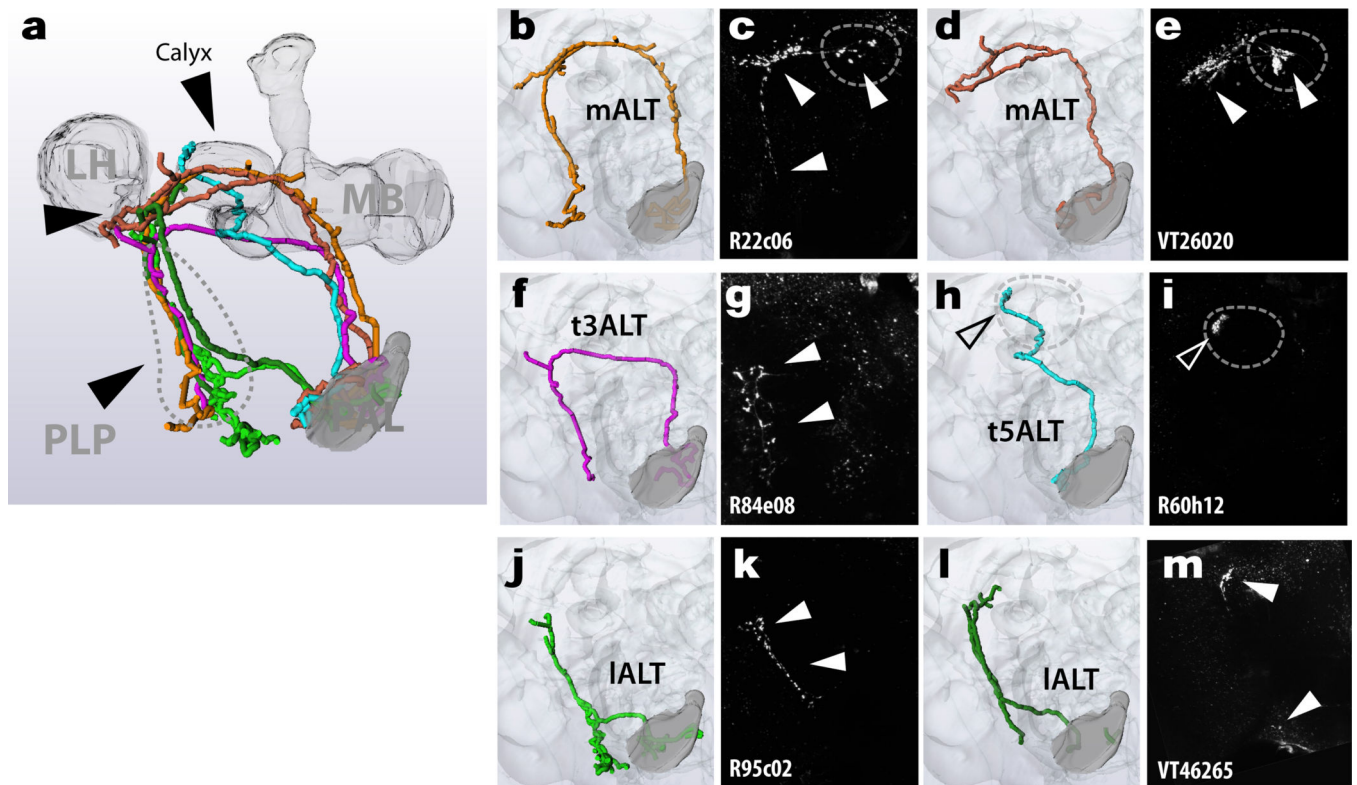 a
Calyx
LH
MB
AL
PLP
b
mALT
c
R22c06
d
mALT
e
VT26020
f
t3ALT
g
R84e08
h
t5ALT
i
R60h12
j
lALT
k
R95c02
l
lALT
m
VT46265